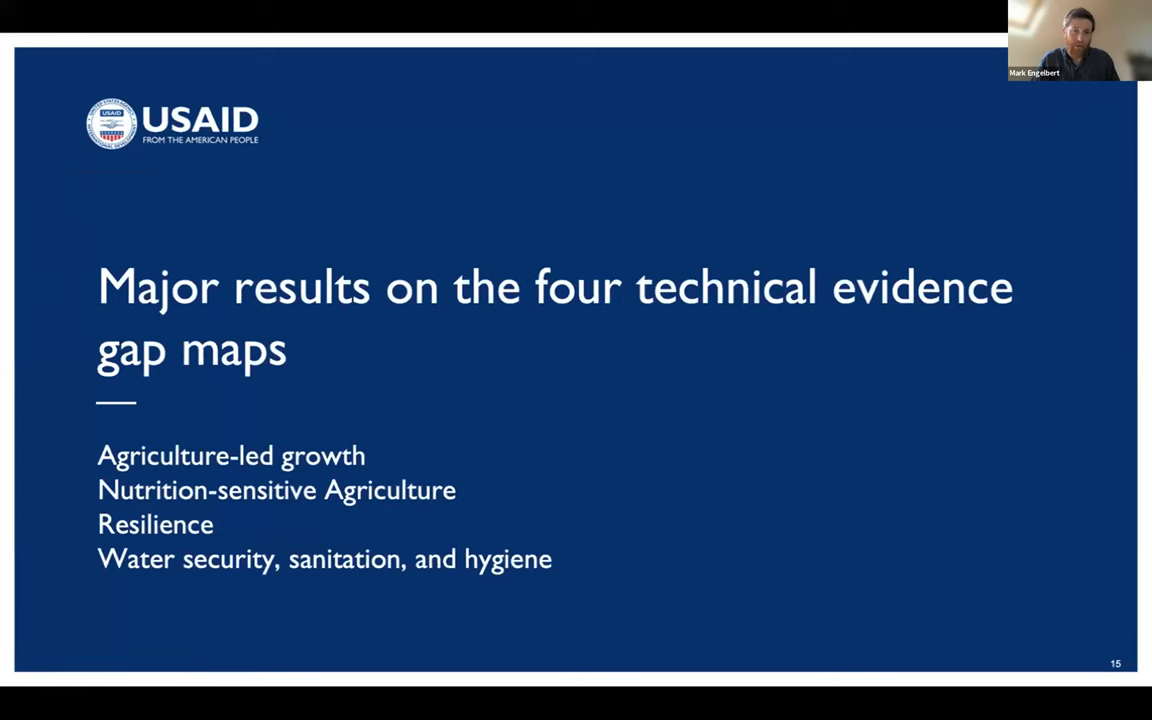 Mark Engelbert
USAID
USAID
FROM THE AMERICAN PEOPLE
Major results on the four technical evidence
gap maps
Agriculture-led growth
Nutrition-sensitive Agriculture
Resilience
Water security, sanitation, and hygiene
15